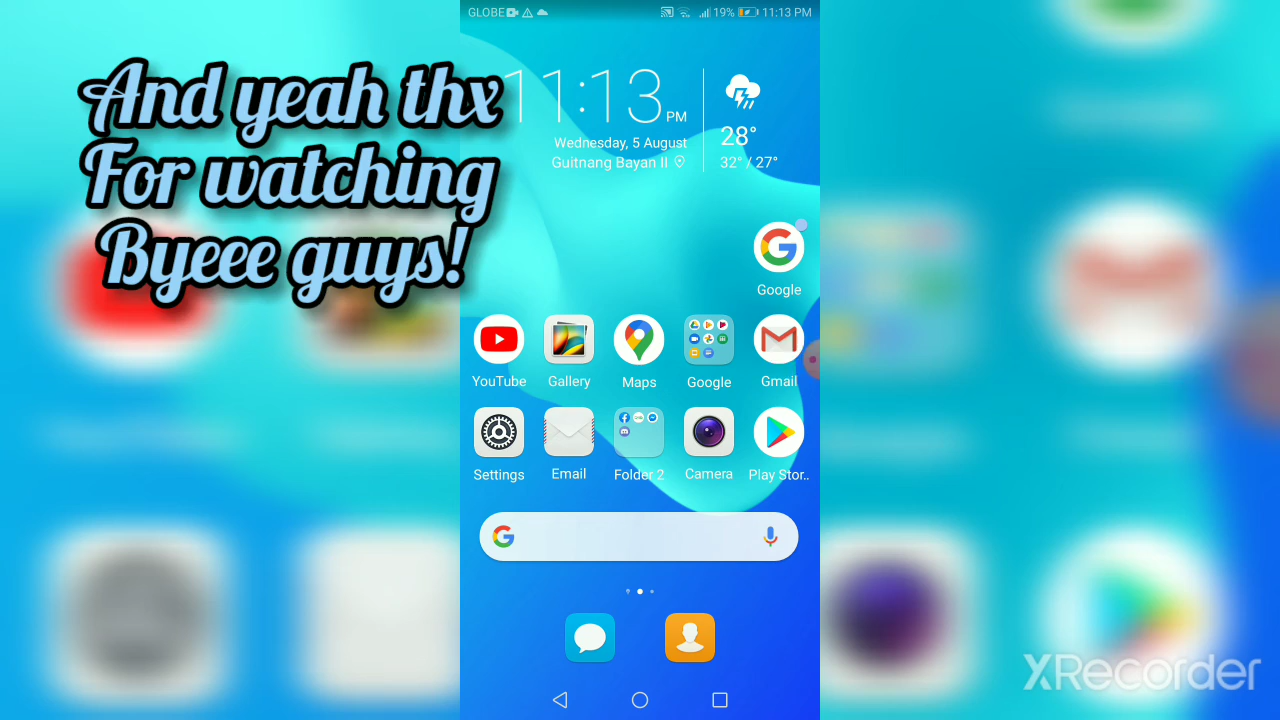 GLOBE
19%
11:13 PM
And yeah thx
For watching
Byeee guys!
11:13 PM
Wednesday, 5 August
Guitnang Bayan II
28°
32° / 27°
Google
YouTube
Gallery
Maps
Google
Gmail
Settings
Email
Folder 2
Camera
Play Stor..
XRecorder